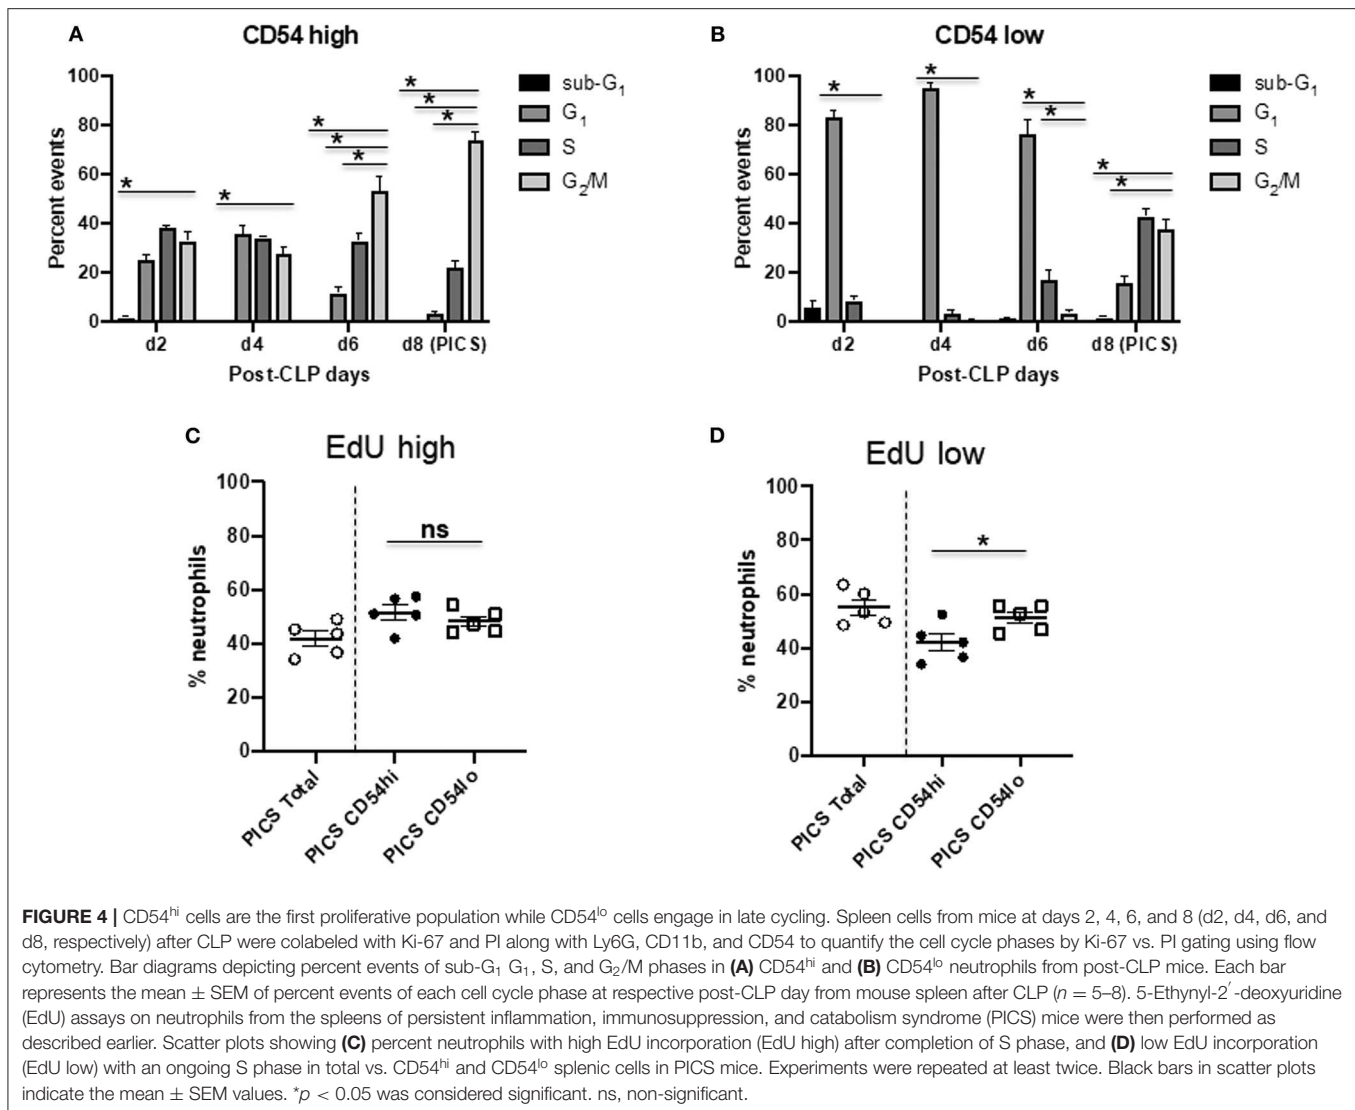 A
CD54 high
Percent events
100
80
60
40
20
0
* * * * * * * *
d2 d4 d6 d8 (PICS)
Post-CLP days
sub-G₁
G₁
S
G₂/M
B
CD54 low
Percent events
100
80
60
40
20
0
* * * * * *
d2 d4 d6 d8 (PICS)
Post-CLP days
sub-G₁
G₁
S
G₂/M
C
EdU high
% neutrophils
100
80
60
40
20
0
ns
PICS Total
PICS CD54hi
PICS CD54lo
D
EdU low
% neutrophils
100
80
60
40
20
0
*
PICS Total
PICS CD54hi
PICS CD54lo
FIGURE 4 | CD54ʰⁱ cells are the first proliferative population while CD54ˡᵒ cells engage in late cycling. Spleen cells from mice at days 2, 4, 6, and 8 (d2, d4, d6, and
d8, respectively) after CLP were colabeled with Ki-67 and PI along with Ly6G, CD11b, and CD54 to quantify the cell cycle phases by Ki-67 vs. PI gating using flow
cytometry. Bar diagrams depicting percent events of sub-G₁ G₁, S, and G₂/M phases in (A) CD54ʰⁱ and (B) CD54ˡᵒ neutrophils from post-CLP mice. Each bar
represents the mean ± SEM of percent events of each cell cycle phase at respective post-CLP day from mouse spleen after CLP (n = 5–8). 5-Ethynyl-2′-deoxyuridine
(EdU) assays on neutrophils from the spleens of persistent inflammation, immunosuppression, and catabolism syndrome (PICS) mice were then performed as
described earlier. Scatter plots showing (C) percent neutrophils with high EdU incorporation (EdU high) after completion of S phase, and (D) low EdU incorporation
(EdU low) with an ongoing S phase in total vs. CD54ʰⁱ and CD54ˡᵒ splenic cells in PICS mice. Experiments were repeated at least twice. Black bars in scatter plots
indicate the mean ± SEM values. *p < 0.05 was considered significant. ns, non-significant.